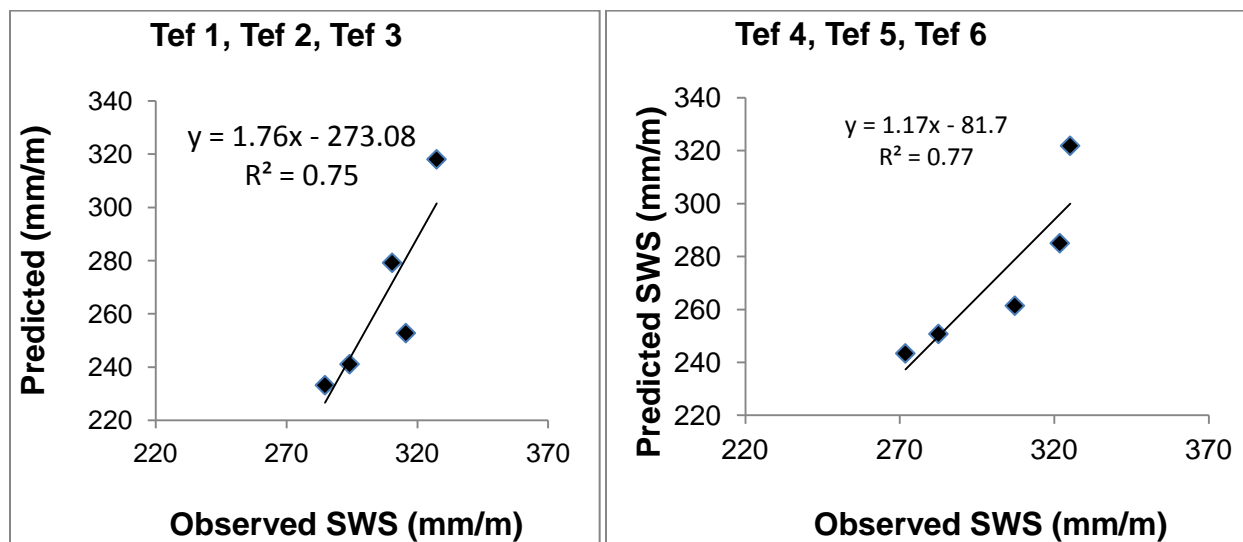 Tef 1, Tef 2, Tef 3
Predicted (mm/m)
340
320
300
280
260
240
220
y = 1.76x - 273.08
R² = 0.75
220
270
320
370
Observed SWS (mm/m)
Tef 4, Tef 5, Tef 6
Predicted SWS (mm/m)
340
320
300
280
260
240
220
y = 1.17x - 81.7
R² = 0.77
220
270
320
370
Observed SWS (mm/m)